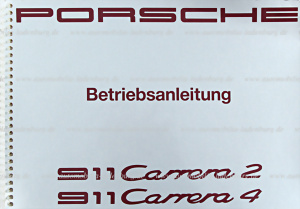 PORSCHE
Betriebsanleitung
911 Carrera 2
911 Carrera 4